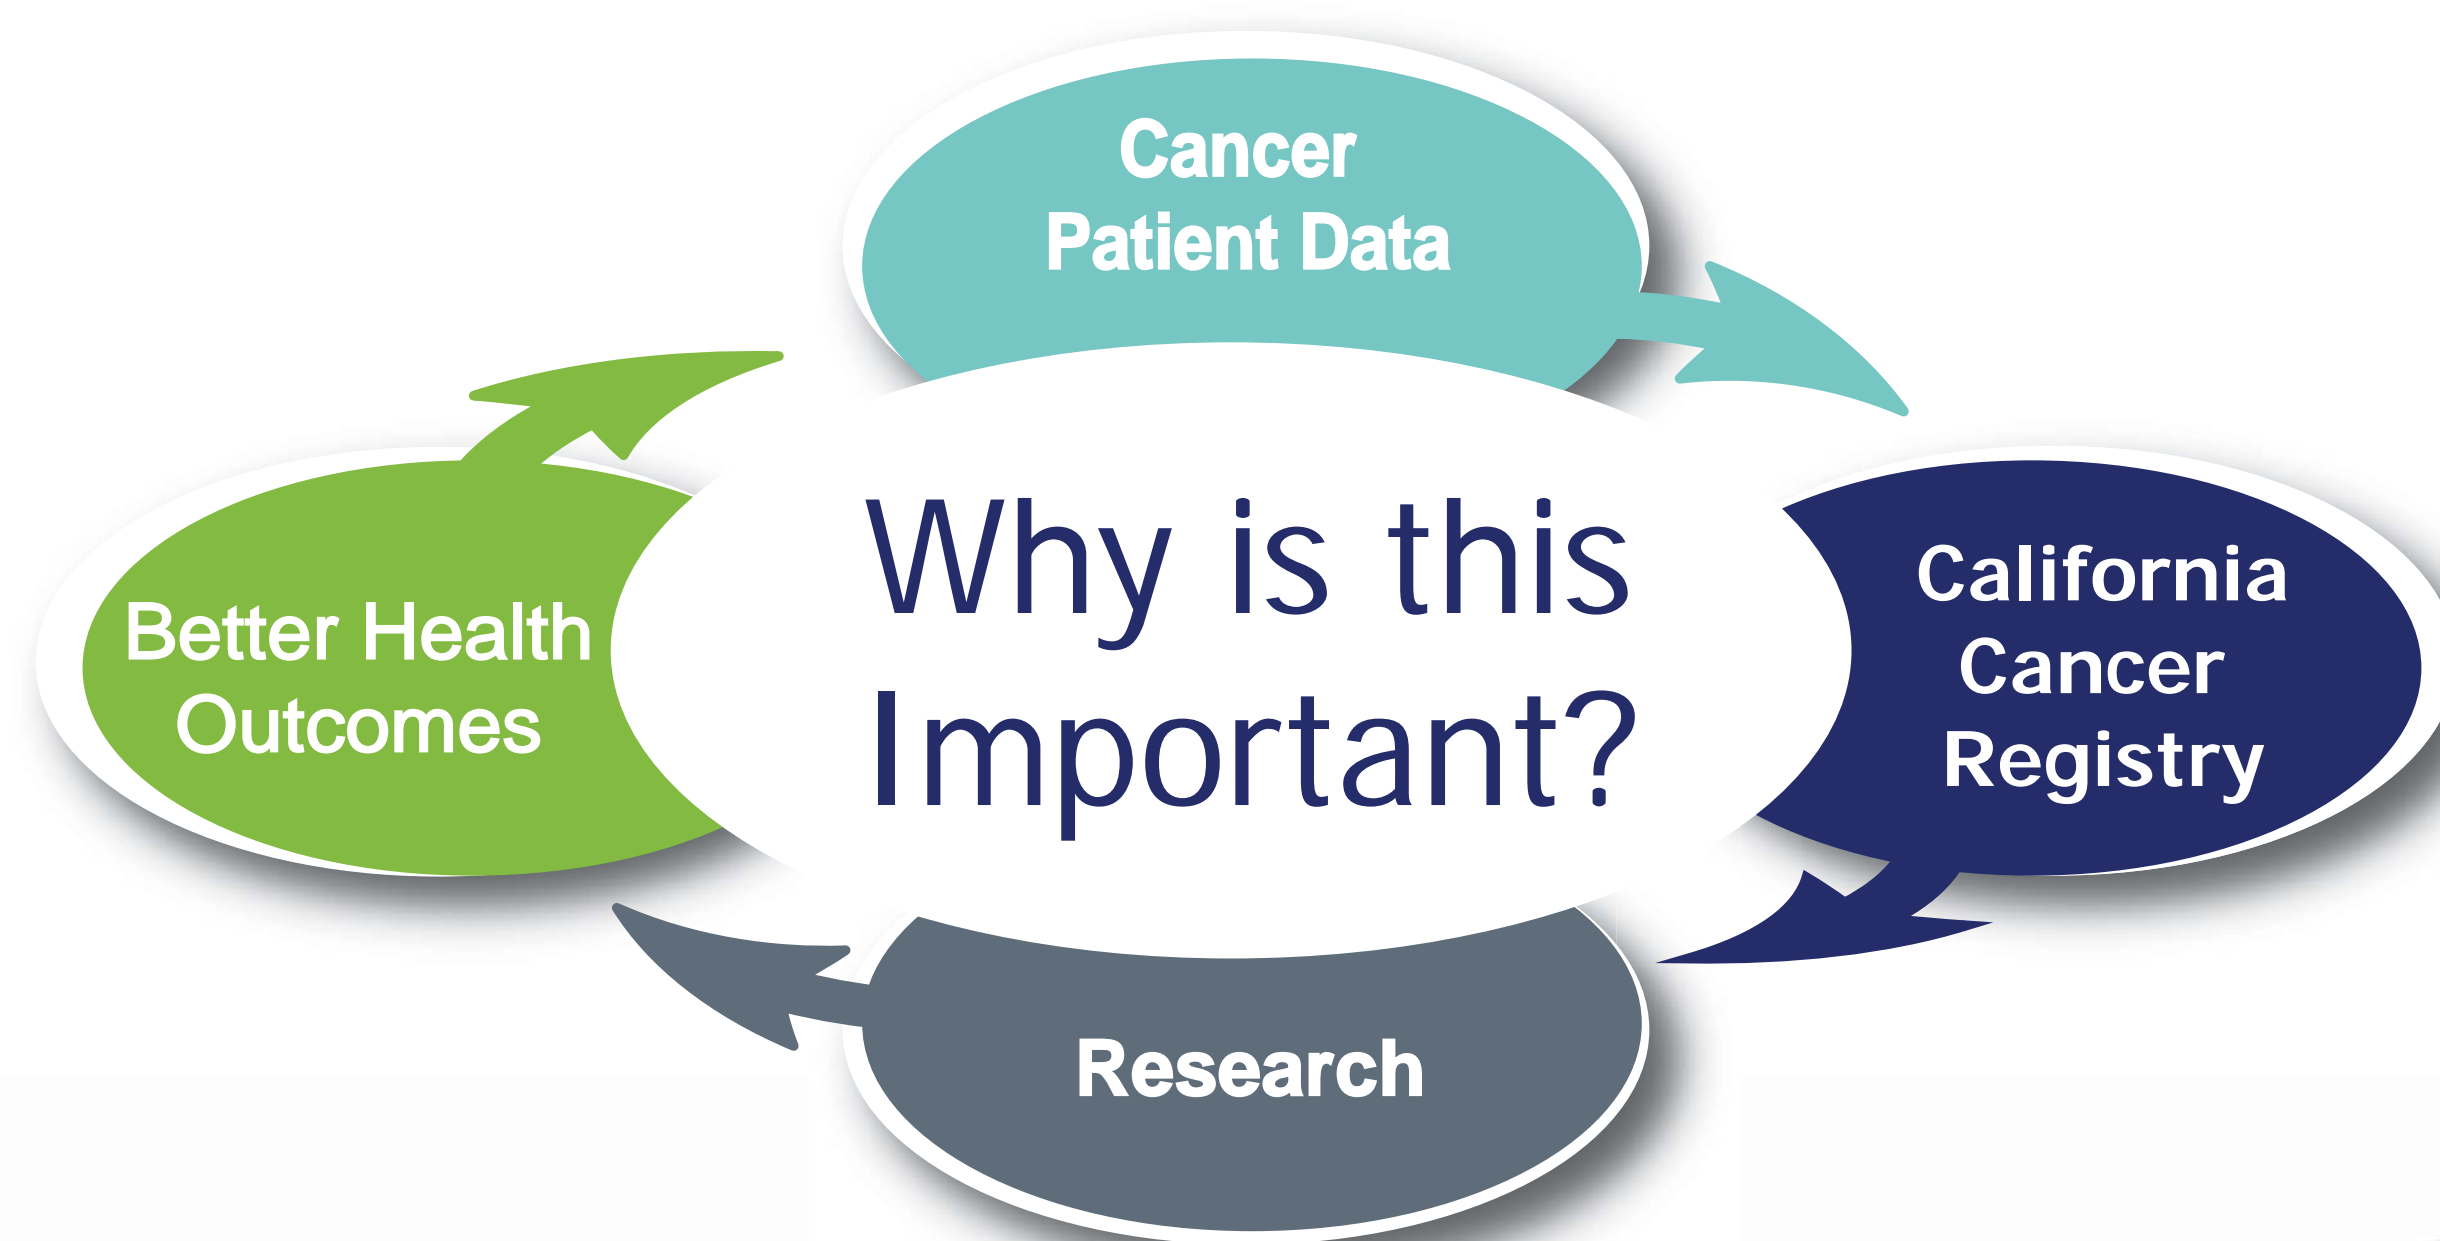 Cancer
Patient Data
Why is this
Important?
California
Cancer
Registry
Better Health
Outcomes
Research